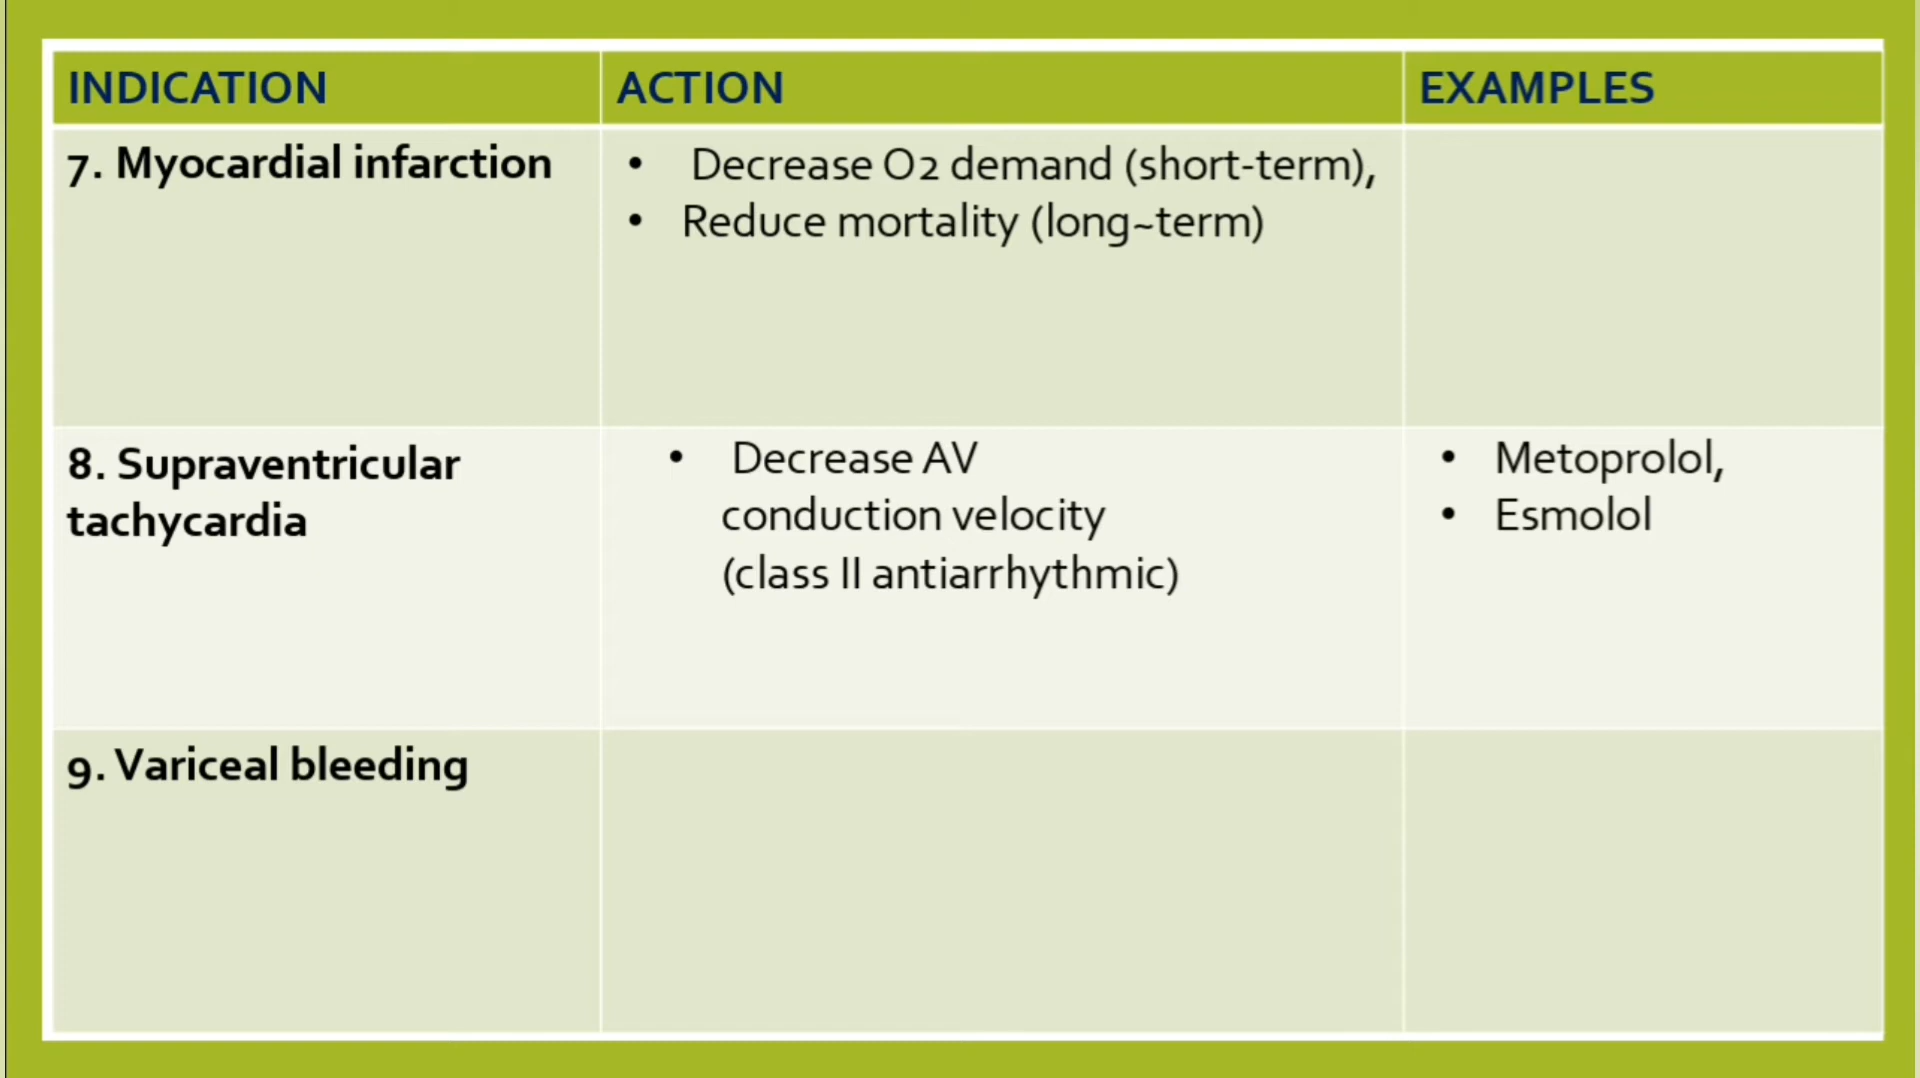 INDICATION ACTION EXAMPLES
7. Myocardial infarction
• Decrease O2 demand (short-term),
• Reduce mortality (long~term)
8. Supraventricular
tachycardia
• Decrease AV
conduction velocity
(class II antiarrhythmic)
• Metoprolol,
• Esmolol
9. Variceal bleeding